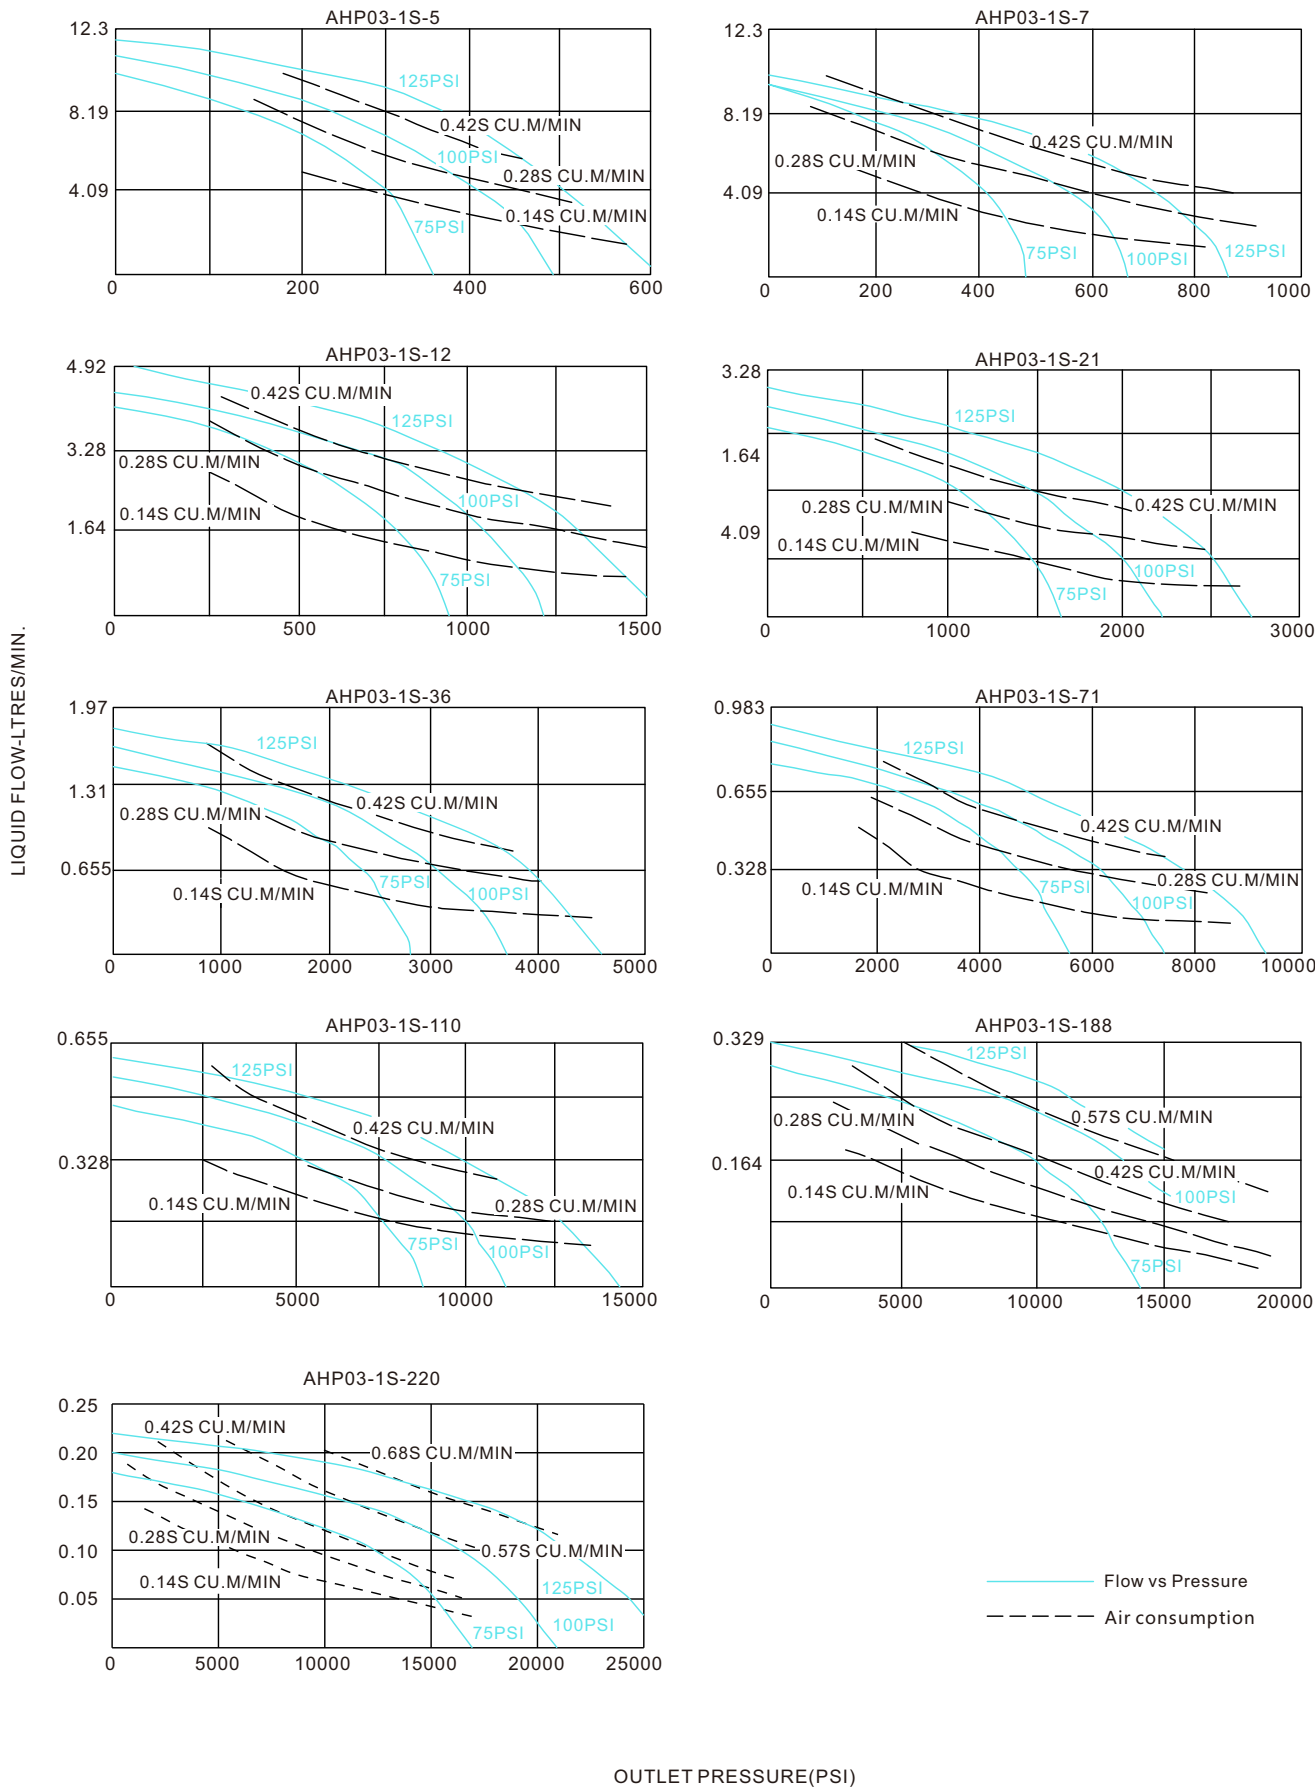 AHP03-1S-5
12.3
8.19
4.09
125PSI
0.42S CU.M/MIN
100PSI
0.28S CU.M/MIN
0.14S CU.M/MIN
75PSI
0 200 400 600
AHP03-1S-7
12.3
8.19
4.09
0.42S CU.M/MIN
0.28S CU.M/MIN
0.14S CU.M/MIN
75PSI
100PSI
125PSI
0 200 400 600 800 1000
AHP03-1S-12
4.92
3.28
1.64
0.42S CU.M/MIN
125PSI
0.28S CU.M/MIN
100PSI
0.14S CU.M/MIN
75PSI
0 500 1000 1500
AHP03-1S-21
3.28
1.64
4.09
125PSI
0.42S CU.M/MIN
0.28S CU.M/MIN
0.14S CU.M/MIN
100PSI
75PSI
0 1000 2000 3000
LIQUID FLOW-LTRES/MIN.
AHP03-1S-36
1.97
1.31
0.655
125PSI
0.42S CU.M/MIN
0.28S CU.M/MIN
75PSI
0.14S CU.M/MIN
100PSI
0 1000 2000 3000 4000 5000
AHP03-1S-71
0.983
0.655
0.328
125PSI
0.42S CU.M/MIN
0.28S CU.M/MIN
0.14S CU.M/MIN
75PSI
100PSI
0 2000 4000 6000 8000 10000
AHP03-1S-110
0.655
0.328
125PSI
0.42S CU.M/MIN
0.14S CU.M/MIN
0.28S CU.M/MIN
75PSI
100PSI
0 5000 10000 15000
AHP03-1S-188
0.329
0.164
125PSI
0.57S CU.M/MIN
0.28S CU.M/MIN
0.42S CU.M/MIN
0.14S CU.M/MIN
100PSI
75PSI
0 5000 10000 15000 20000
AHP03-1S-220
0.25
0.20
0.15
0.10
0.05
0.42S CU.M/MIN
0.68S CU.M/MIN
0.28S CU.M/MIN
0.57S CU.M/MIN
0.14S CU.M/MIN
125PSI
100PSI
75PSI
0 5000 10000 15000 20000 25000
Flow vs Pressure
Air consumption
OUTLET PRESSURE(PSI)